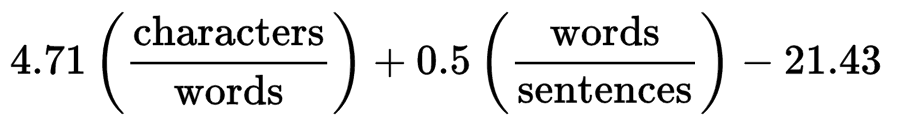 4.71 (characters/words) + 0.5 (words/sentences) − 21.43